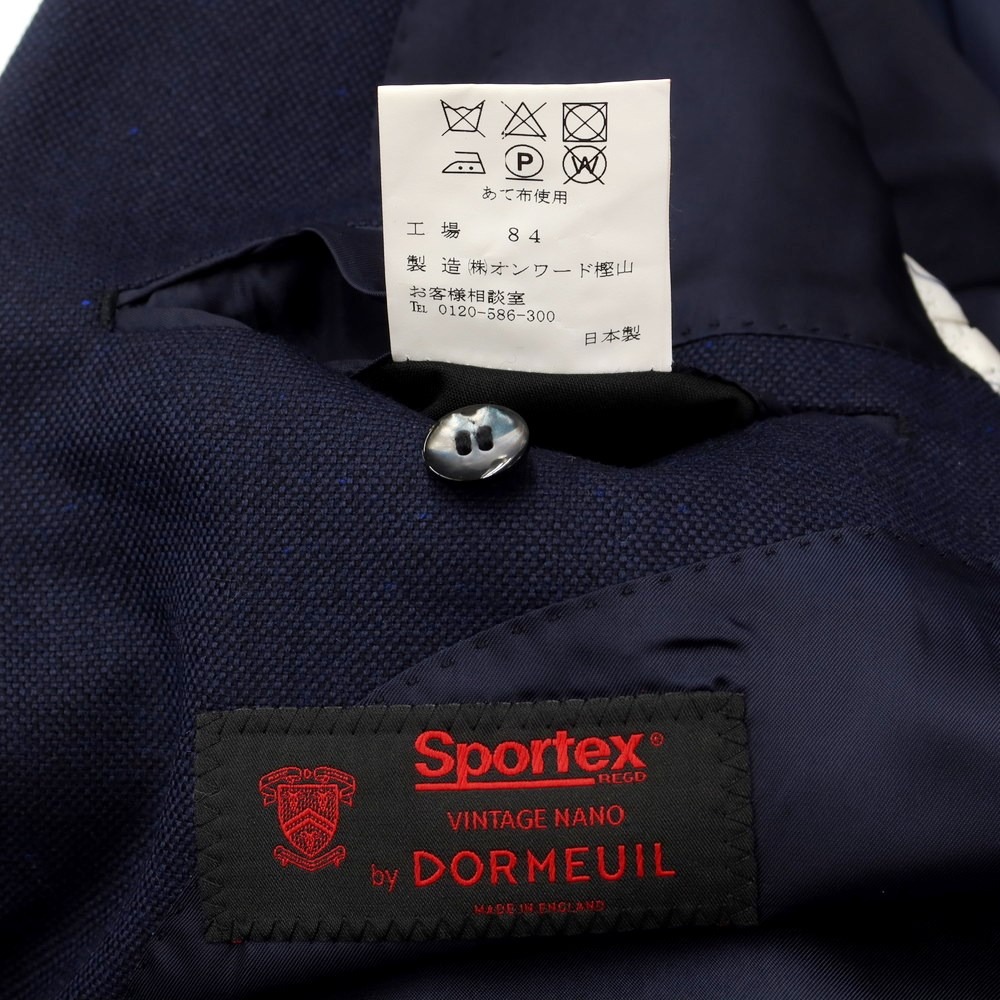 P W
あて布使用
工場 84
製造 ㈱オンワード樫山
お客様相談室
℡ 0120-586-300
日本製
Sportex®
REGD
VINTAGE NANO
by DORMEUIL
MADE IN ENGLAND